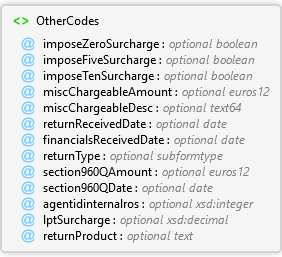 <> OtherCodes
@ imposeZeroSurcharge : optional boolean
@ imposeFiveSurcharge : optional boolean
@ imposeTenSurcharge : optional boolean
@ miscChargeableAmount : optional euros12
@ miscChargeableDesc : optional text64
@ returnReceivedDate : optional date
@ financialsReceivedDate : optional date
@ returnType : optional subformtype
@ section960QAmount : optional euros12
@ section960QDate : optional date
@ agentidinternalros : optional xsd:integer
@ lptSurcharge : optional xsd:decimal
@ returnProduct : optional text